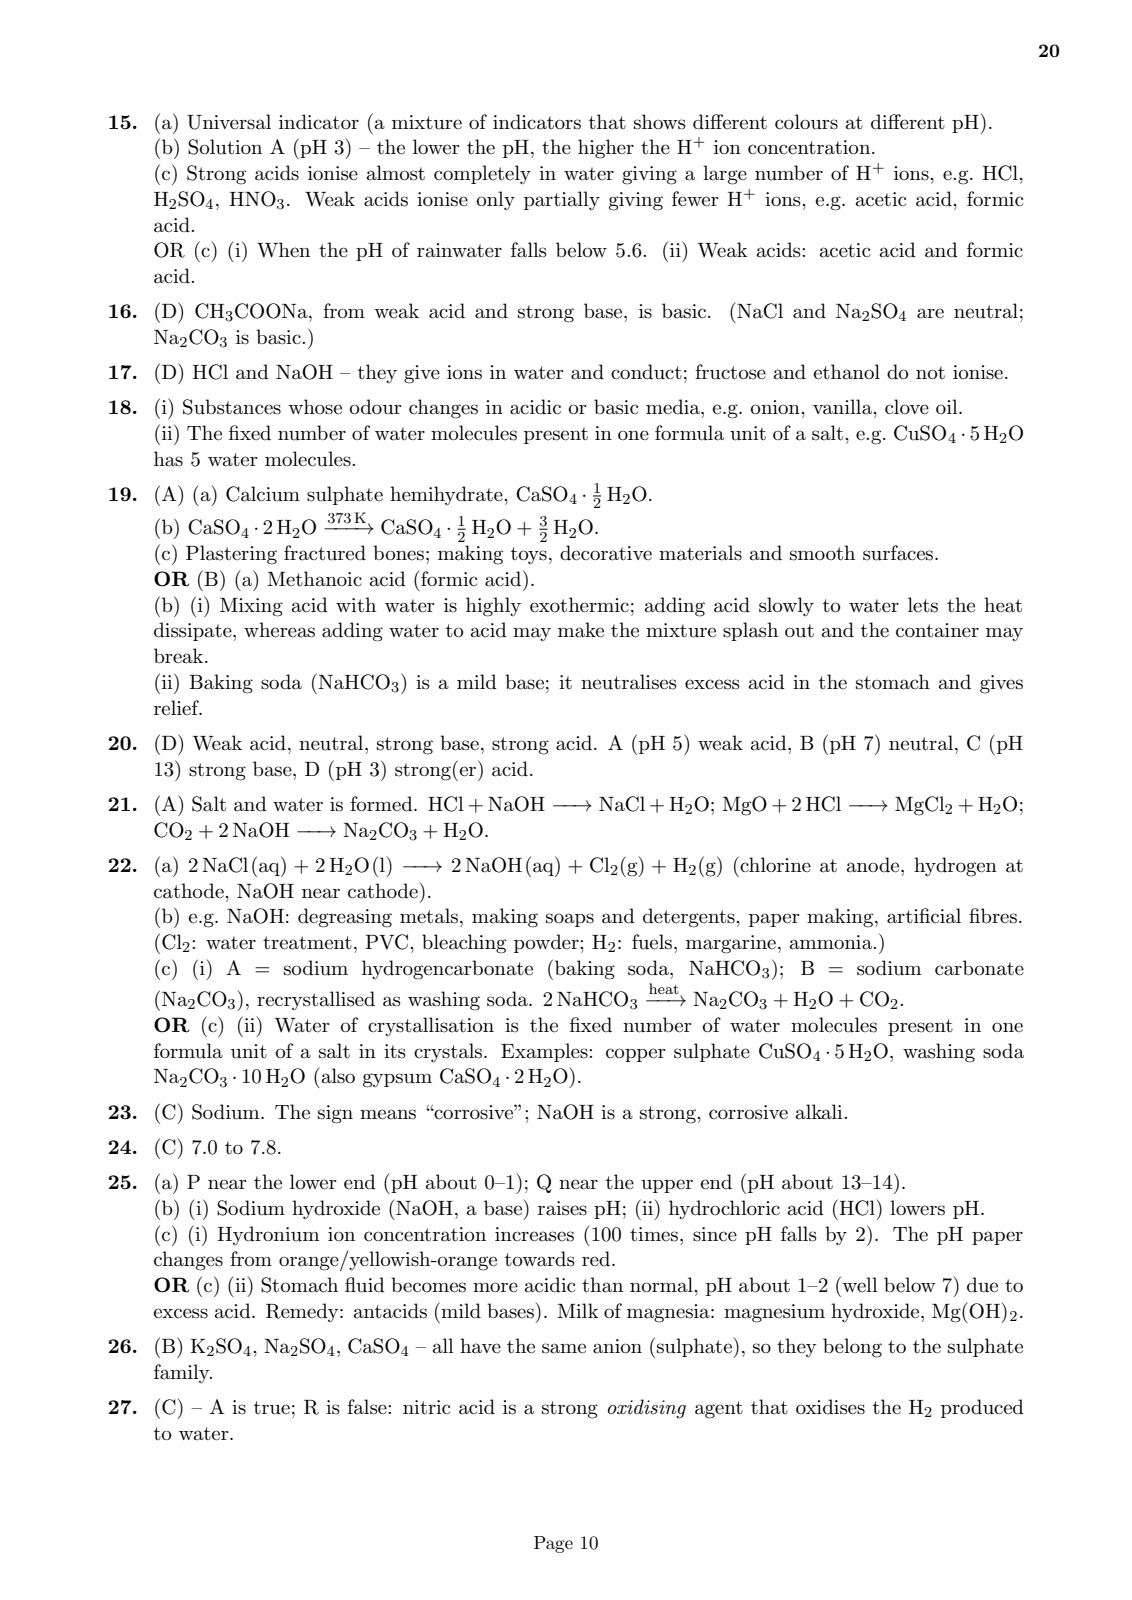 20
15. (a) Universal indicator (a mixture of indicators that shows different colours at different pH).
(b) Solution A (pH 3) – the lower the pH, the higher the H⁺ ion concentration.
(c) Strong acids ionise almost completely in water giving a large number of H⁺ ions, e.g. HCl,
H₂SO₄, HNO₃. Weak acids ionise only partially giving fewer H⁺ ions, e.g. acetic acid, formic
acid.
OR (c) (i) When the pH of rainwater falls below 5.6. (ii) Weak acids: acetic acid and formic
acid.
16. (D) CH₃COONa, from weak acid and strong base, is basic. (NaCl and Na₂SO₄ are neutral;
Na₂CO₃ is basic.)
17. (D) HCl and NaOH – they give ions in water and conduct; fructose and ethanol do not ionise.
18. (i) Substances whose odour changes in acidic or basic media, e.g. onion, vanilla, clove oil.
(ii) The fixed number of water molecules present in one formula unit of a salt, e.g. CuSO₄ · 5 H₂O
has 5 water molecules.
19. (A) (a) Calcium sulphate hemihydrate, CaSO₄ · ½ H₂O.
(b) CaSO₄ · 2 H₂O —373 K→ CaSO₄ · ½ H₂O + 3/2 H₂O.
(c) Plastering fractured bones; making toys, decorative materials and smooth surfaces.
OR (B) (a) Methanoic acid (formic acid).
(b) (i) Mixing acid with water is highly exothermic; adding acid slowly to water lets the heat
dissipate, whereas adding water to acid may make the mixture splash out and the container may
break.
(ii) Baking soda (NaHCO₃) is a mild base; it neutralises excess acid in the stomach and gives
relief.
20. (D) Weak acid, neutral, strong base, strong acid. A (pH 5) weak acid, B (pH 7) neutral, C (pH
13) strong base, D (pH 3) strong(er) acid.
21. (A) Salt and water is formed. HCl + NaOH ⟶ NaCl + H₂O; MgO + 2 HCl ⟶ MgCl₂ + H₂O;
CO₂ + 2 NaOH ⟶ Na₂CO₃ + H₂O.
22. (a) 2 NaCl(aq) + 2 H₂O(l) ⟶ 2 NaOH(aq) + Cl₂(g) + H₂(g) (chlorine at anode, hydrogen at
cathode, NaOH near cathode).
(b) e.g. NaOH: degreasing metals, making soaps and detergents, paper making, artificial fibres.
(Cl₂: water treatment, PVC, bleaching powder; H₂: fuels, margarine, ammonia.)
(c) (i) A = sodium hydrogencarbonate (baking soda, NaHCO₃); B = sodium carbonate
(Na₂CO₃), recrystallised as washing soda. 2 NaHCO₃ —heat→ Na₂CO₃ + H₂O + CO₂.
OR (c) (ii) Water of crystallisation is the fixed number of water molecules present in one
formula unit of a salt in its crystals. Examples: copper sulphate CuSO₄ · 5 H₂O, washing soda
Na₂CO₃ · 10 H₂O (also gypsum CaSO₄ · 2 H₂O).
23. (C) Sodium. The sign means “corrosive”; NaOH is a strong, corrosive alkali.
24. (C) 7.0 to 7.8.
25. (a) P near the lower end (pH about 0–1); Q near the upper end (pH about 13–14).
(b) (i) Sodium hydroxide (NaOH, a base) raises pH; (ii) hydrochloric acid (HCl) lowers pH.
(c) (i) Hydronium ion concentration increases (100 times, since pH falls by 2). The pH paper
changes from orange/yellowish-orange towards red.
OR (c) (ii) Stomach fluid becomes more acidic than normal, pH about 1–2 (well below 7) due to
excess acid. Remedy: antacids (mild bases). Milk of magnesia: magnesium hydroxide, Mg(OH)₂.
26. (B) K₂SO₄, Na₂SO₄, CaSO₄ – all have the same anion (sulphate), so they belong to the sulphate
family.
27. (C) – A is true; R is false: nitric acid is a strong oxidising agent that oxidises the H₂ produced
to water.
Page 10